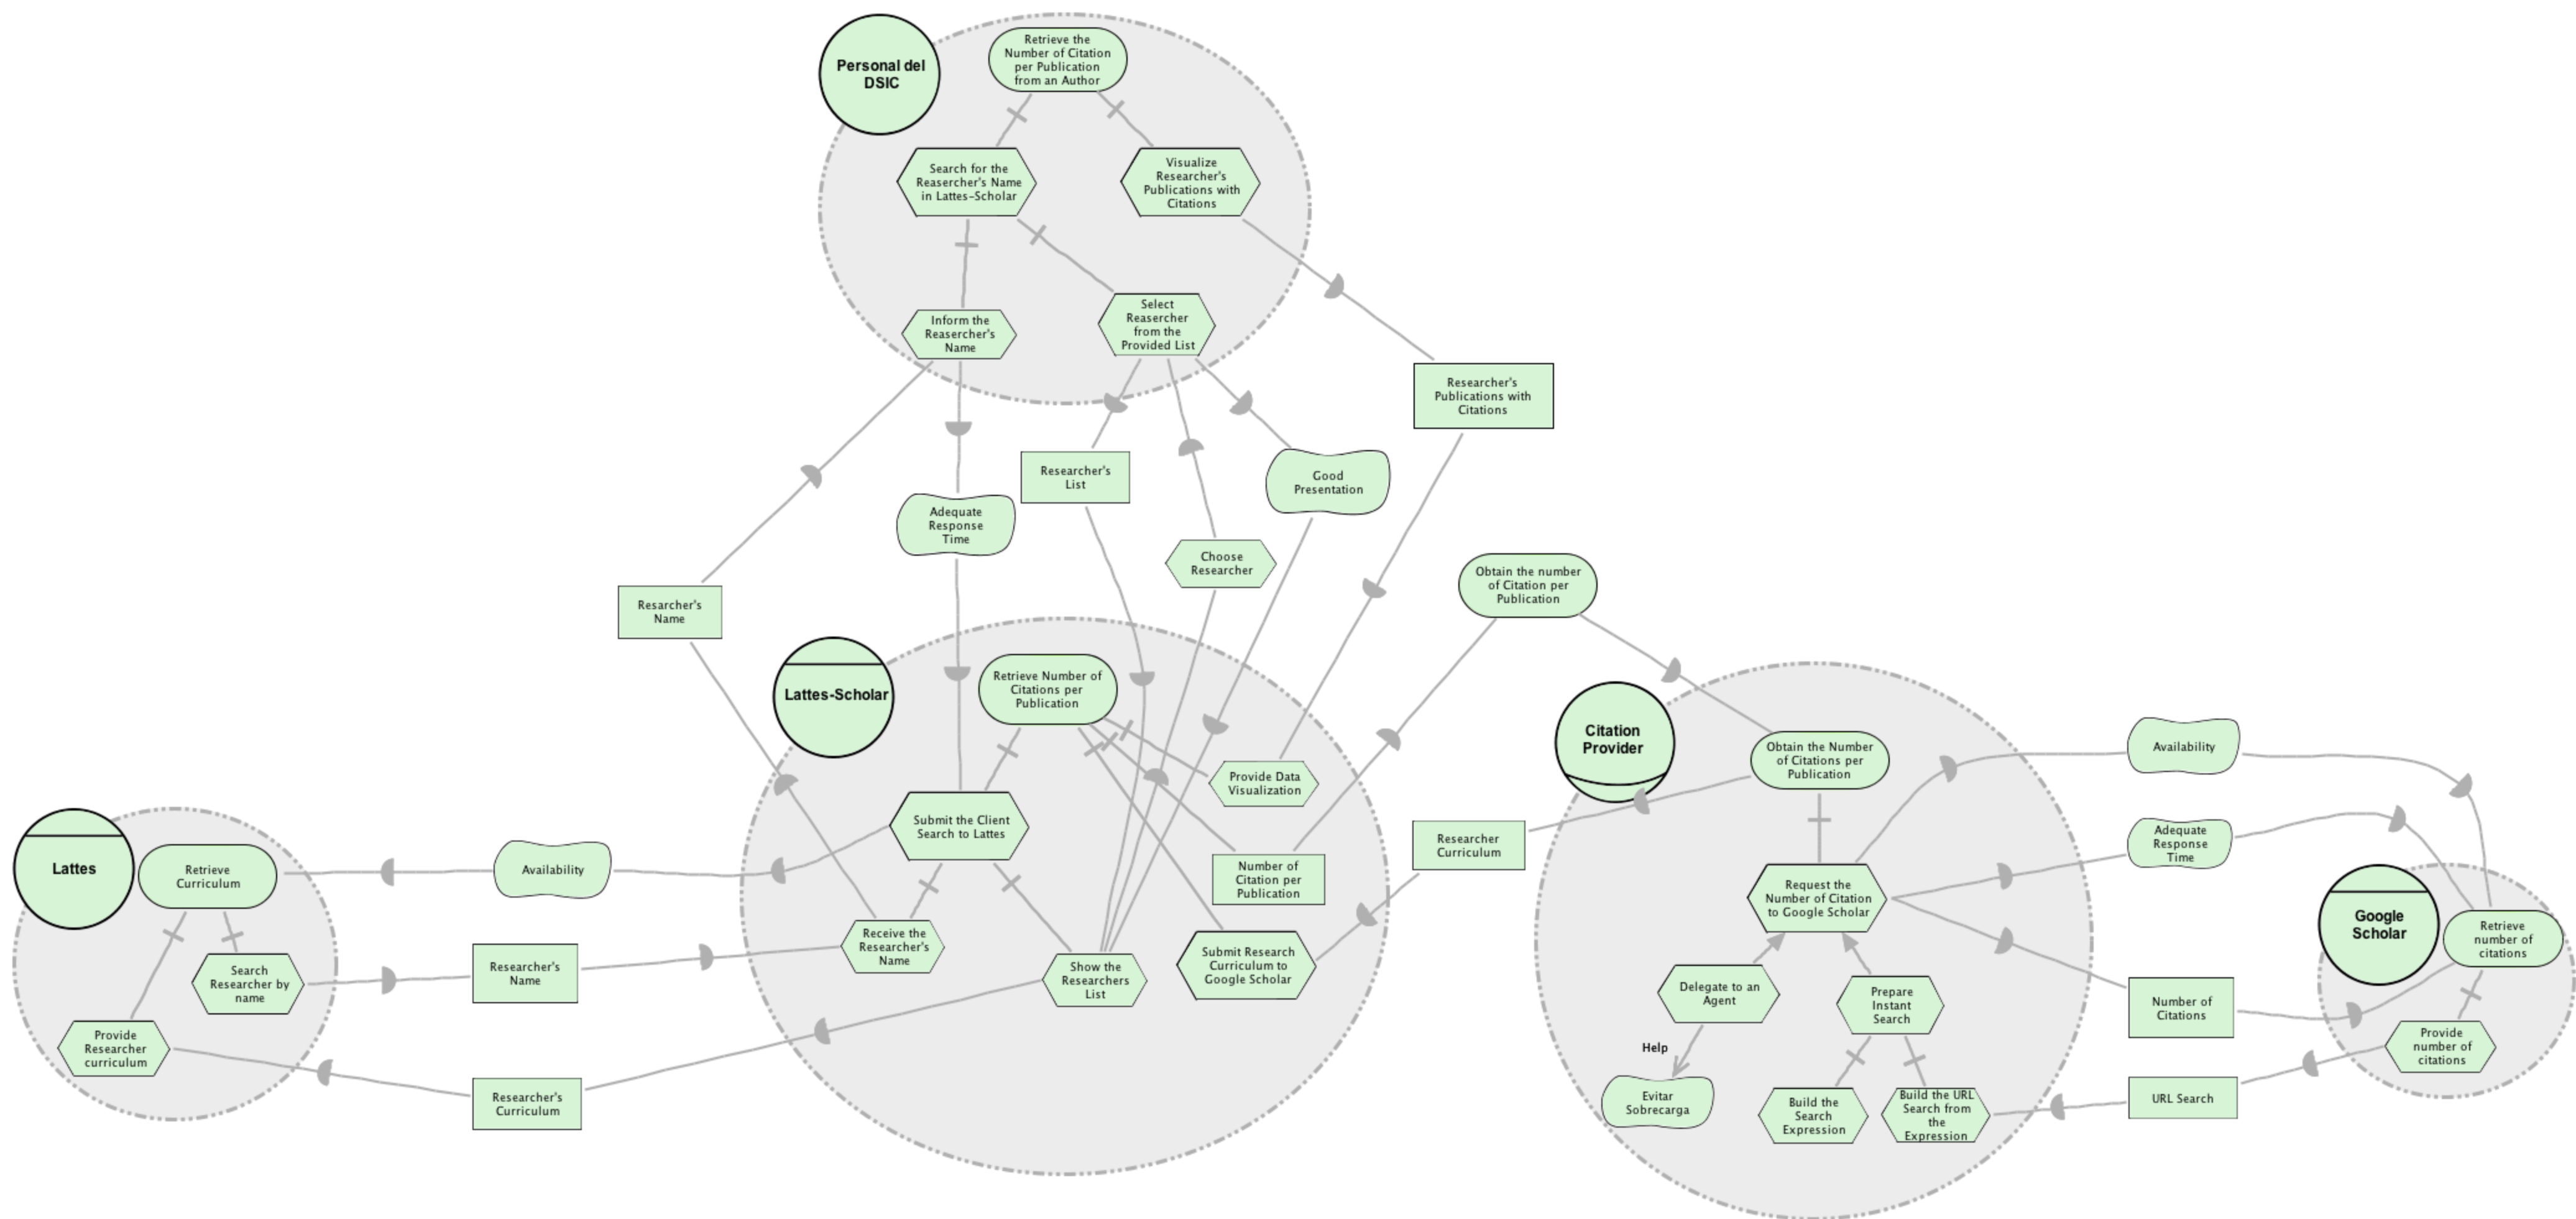 Personal del
DSIC
Retrieve the
Number of Citation
per Publication
from an Author
Search for the
Reasercher's Name
in Lattes-Scholar
Visualize
Researcher's
Publications with
Citations
Inform the
Reasercher's
Name
Select
Reasercher
from the
Provided List
Researcher's
Publications with
Citations
Researcher's
List
Good
Presentation
Adequate
Response
Time
Choose
Researcher
Obtain the number
of Citation per
Publication
Resarcher's
Name
Lattes-Scholar
Retrieve Number of
Citations per
Publication
Provide Data
Visualization
Submit the Client
Search to Lattes
Number of
Citation per
Publication
Receive the
Researcher's
Name
Show the
Researchers
List
Submit Research
Curriculum to
Google Scholar
Lattes
Retrieve
Curriculum
Search
Researcher by
name
Provide
Researcher
curriculum
Availability
Researcher's
Name
Researcher's
Curriculum
Researcher
Curriculum
Citation
Provider
Obtain the Number
of Citations per
Publication
Request the
Number of Citation
to Google Scholar
Delegate to an
Agent
Prepare
Instant
Search
Help
Evitar
Sobrecarga
Build the
Search
Expression
Build the URL
Search from
the
Expression
Availability
Adequate
Response
Time
Number of
Citations
URL Search
Google
Scholar
Retrieve
number of
citations
Provide
number of
citations